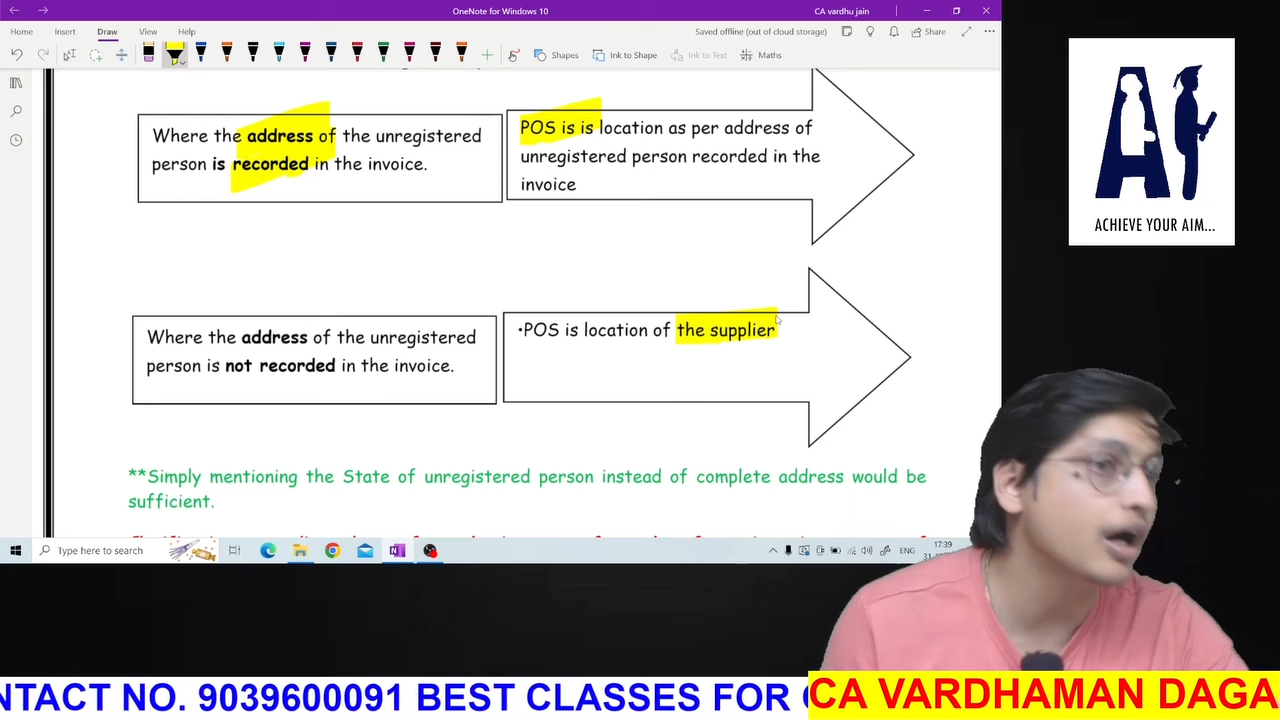 OneNote for Windows 10
CA vardhu jain
Home Insert Draw View Help
Saved offline (out of cloud storage)
Share
Shapes
Ink to Shape
Ink to Text
Maths
Where the address of the unregistered
person is recorded in the invoice.
POS is is location as per address of
unregistered person recorded in the
invoice
Where the address of the unregistered
person is not recorded in the invoice.
•POS is location of the supplier
**Simply mentioning the State of unregistered person instead of complete address would be
sufficient.
Type here to search
ENG
17:39
ACHIEVE YOUR AIM...
NTACT NO. 9039600091 BEST CLASSES FOR
CA VARDHAMAN DAGA